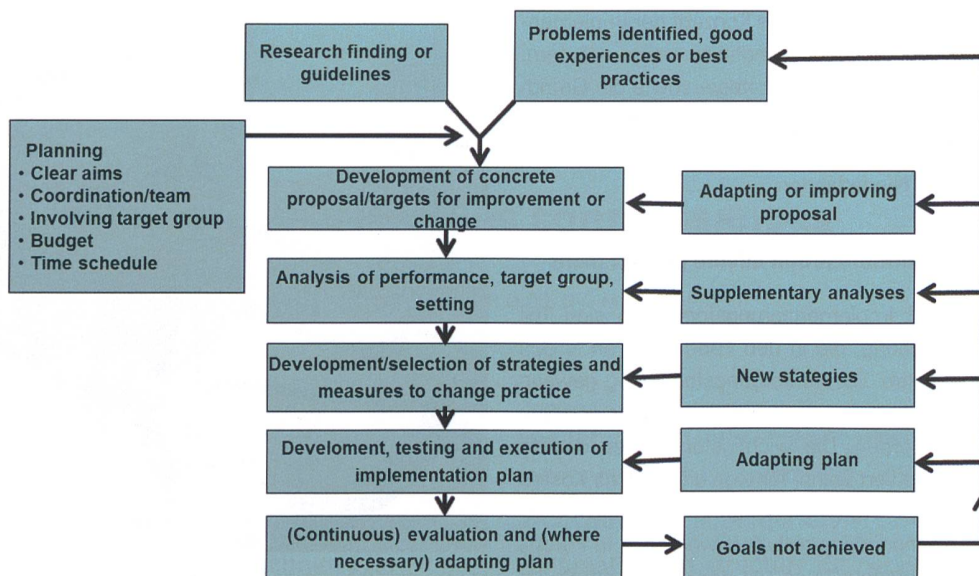 Research finding or
guidelines
Problems identified, good
experiences or best
practices
Planning
• Clear aims
• Coordination/team
• Involving target group
• Budget
• Time schedule
Development of concrete
proposal/targets for improvement or
change
Adapting or improving
proposal
Analysis of performance, target group,
setting
Supplementary analyses
Development/selection of strategies and
measures to change practice
New stategies
Develoment, testing and execution of
implementation plan
Adapting plan
(Continuous) evaluation and (where
necessary) adapting plan
Goals not achieved